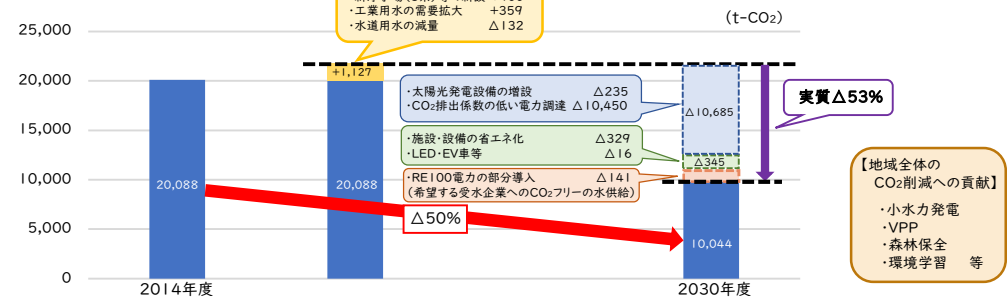 ・工業用水の需要拡大 +359
・水道用水の減量 △132
(t-CO₂)
25,000
20,000
15,000
10,000
5,000
0
+1,127
20,088
20,088
・太陽光発電設備の増設 △235
・CO₂排出係数の低い電力調達 △10,450
△10,685
・施設・設備の省エネ化 △329
・LED・EV車等 △16
△345
・RE100電力の部分導入 △141
(希望する受水企業へのCO₂フリーの水供給)
△50%
10,044
実質△53%
2014年度
2030年度
【地域全体の
CO₂削減への貢献】
・小水力発電
・VPP
・森林保全
・環境学習 等